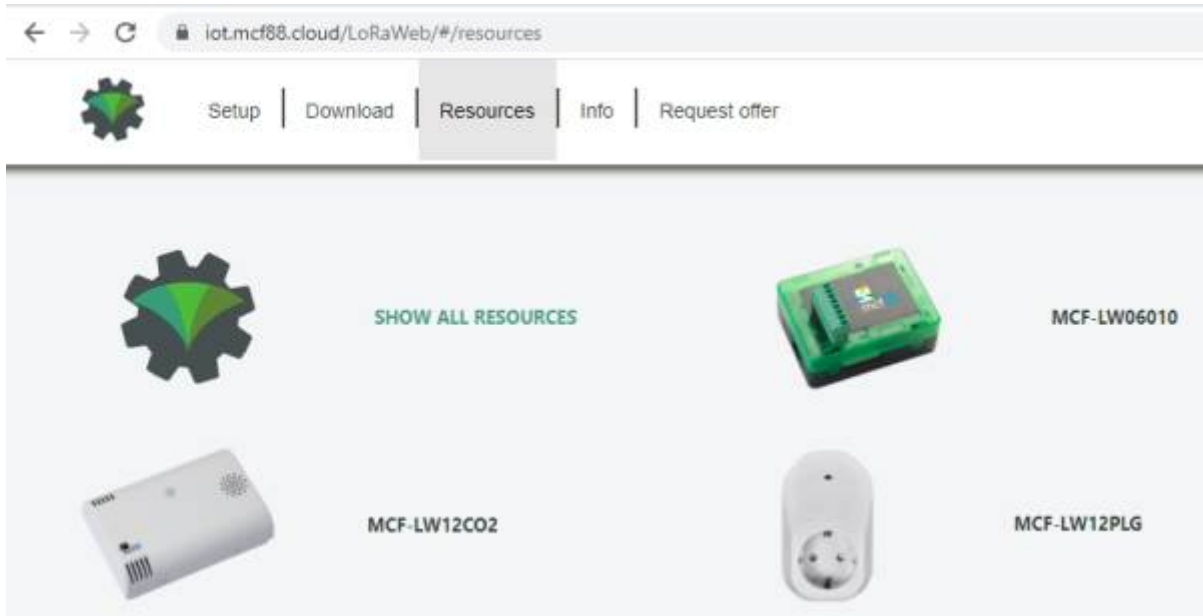 iot.mcf88.cloud/LoRaWeb/#/resources
Setup Download Resources Info Request offer
SHOW ALL RESOURCES
MCF-LW06010
MCF-LW12CO2
MCF-LW12PLG